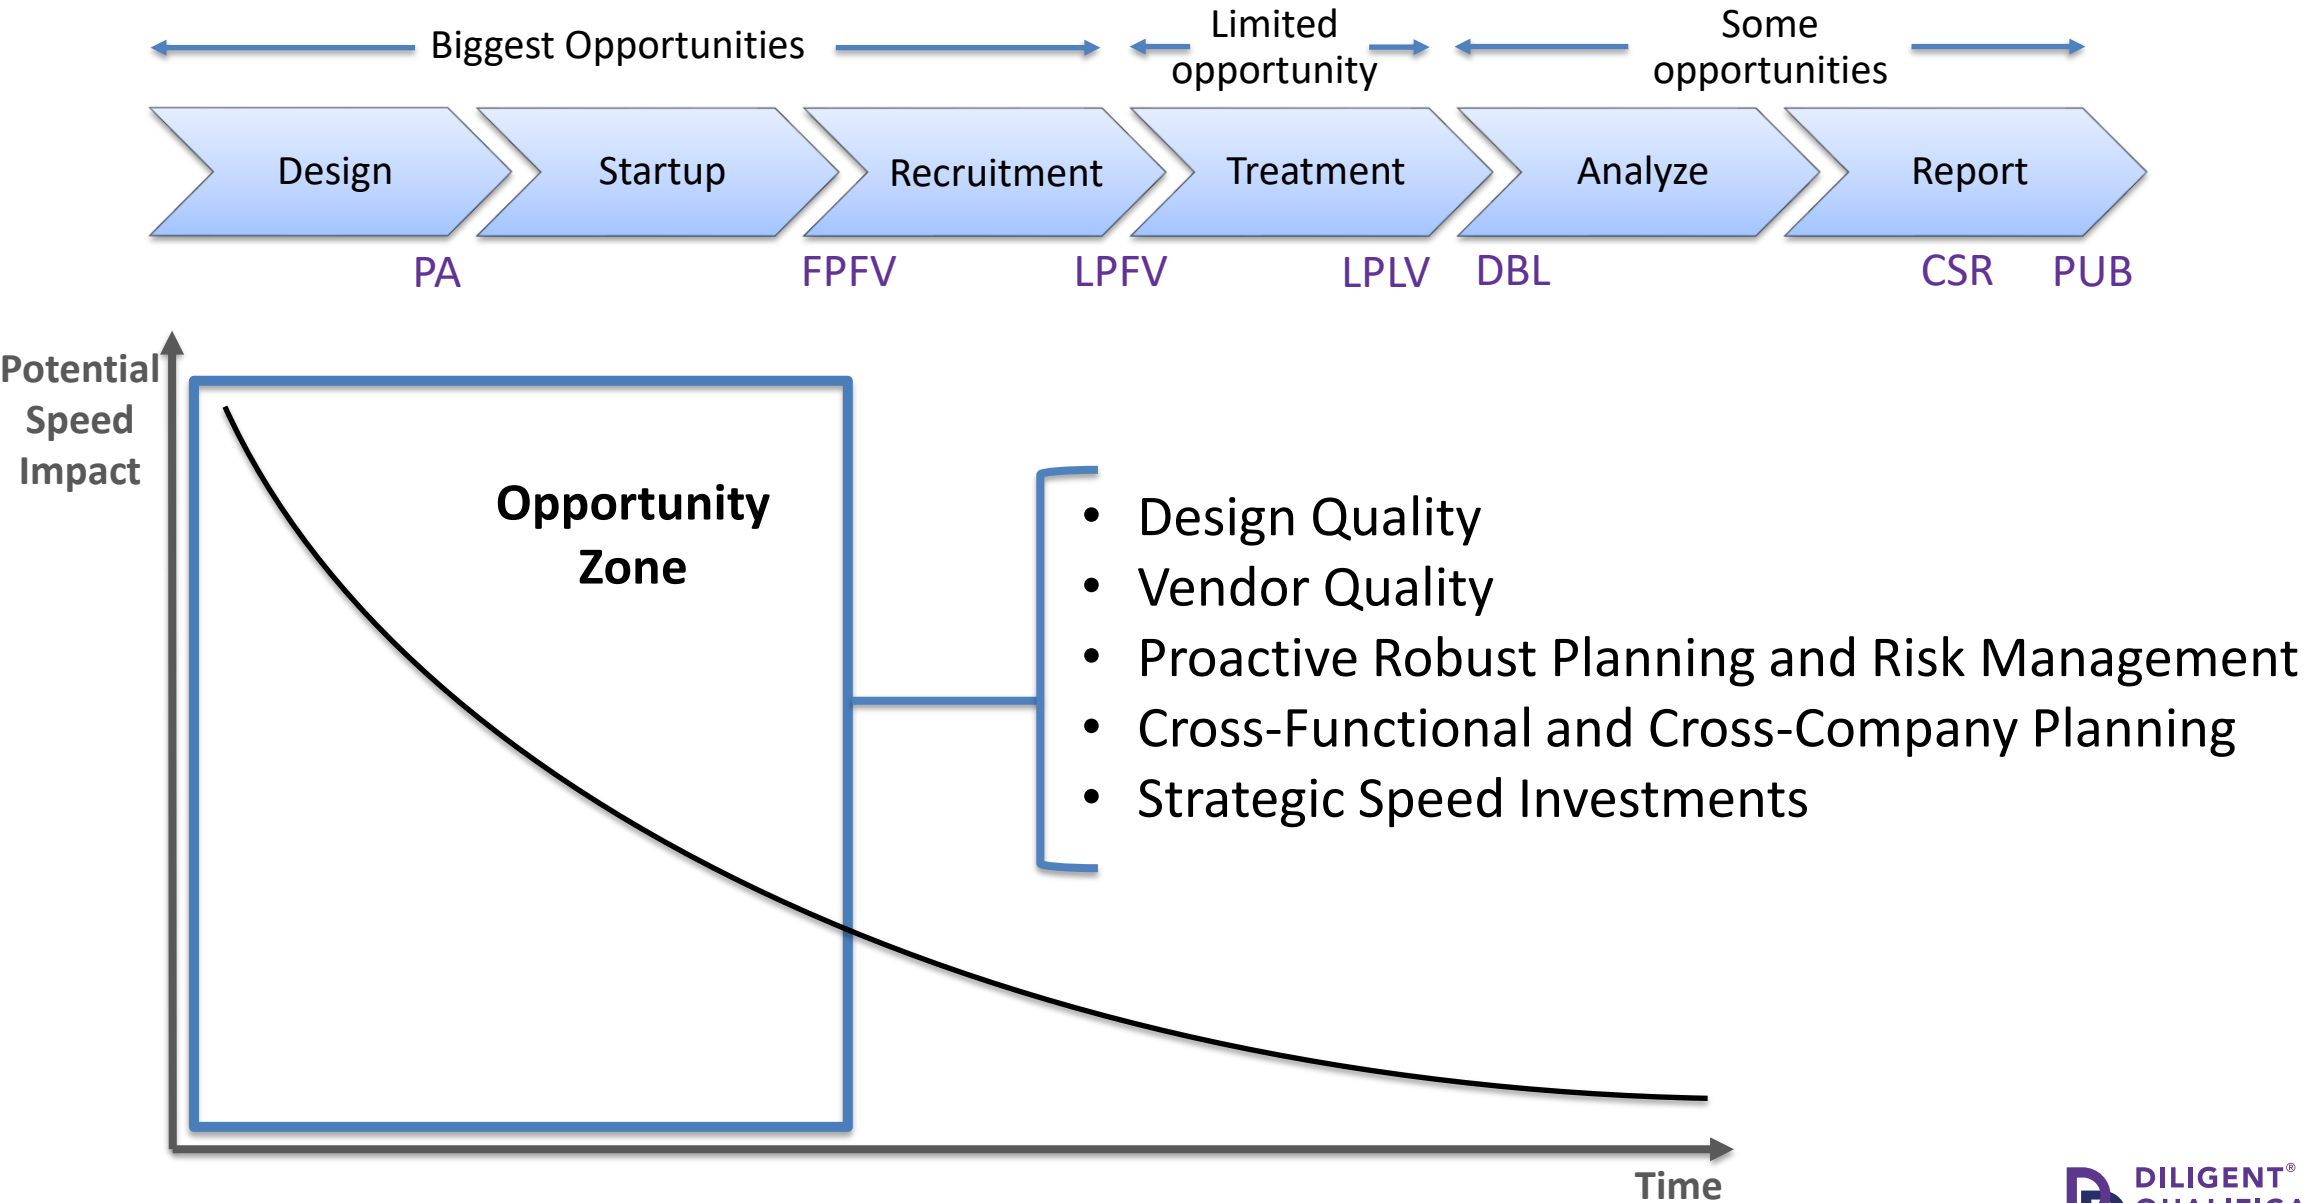 Biggest Opportunities
Limited
opportunity
Some
opportunities
Design
Startup
Recruitment
Treatment
Analyze
Report
PA
FPFV
LPFV
LPLV
DBL
CSR
PUB
Potential
Speed
Impact
Opportunity
Zone
• Design Quality
• Vendor Quality
• Proactive Robust Planning and Risk Management
• Cross-Functional and Cross-Company Planning
• Strategic Speed Investments
Time
DILIGENT®